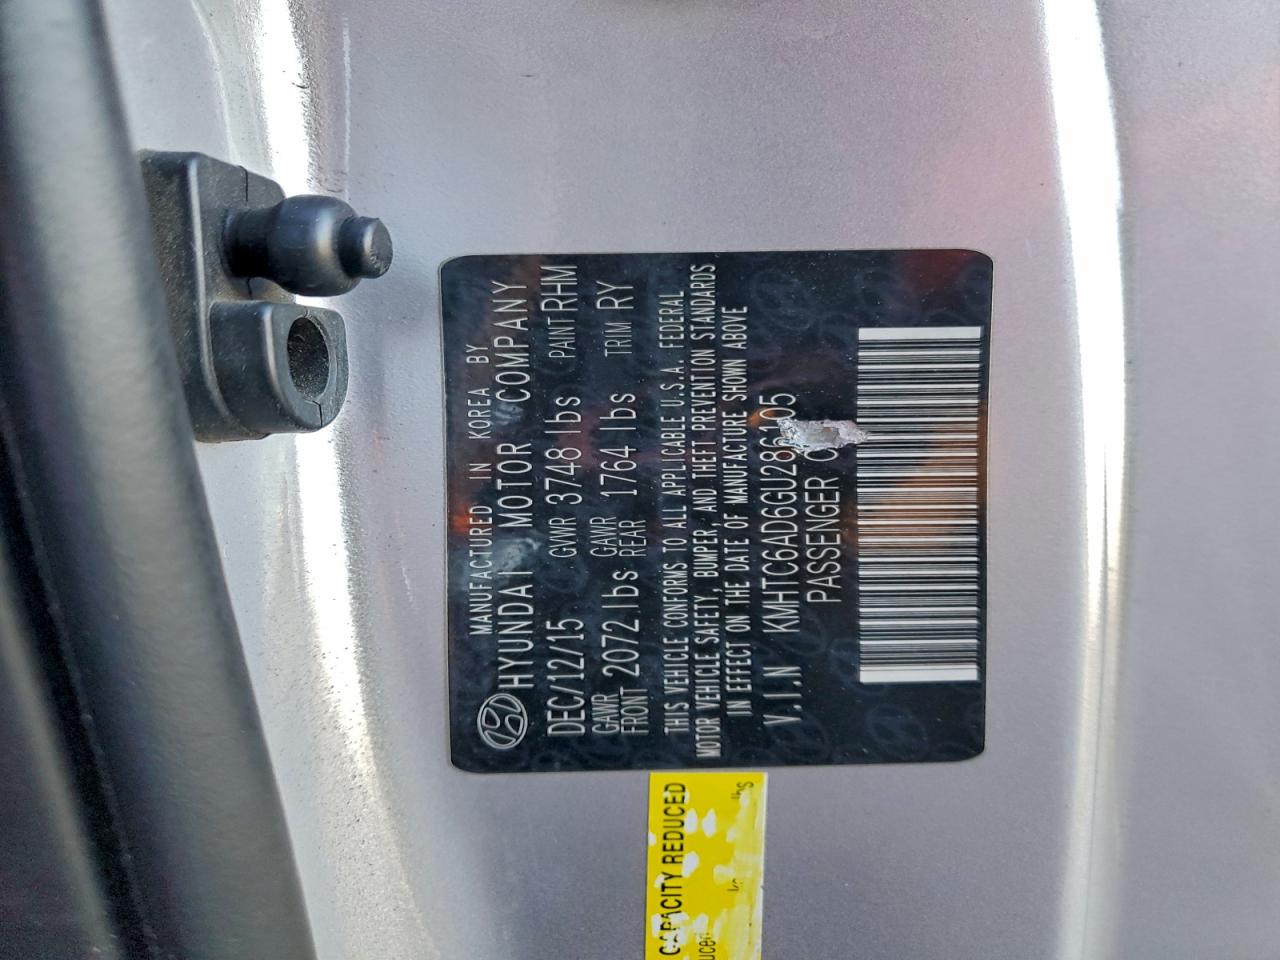 MANUFACTURED IN KOREA BY
HYUNDAI MOTOR COMPANY
DEC/12/15 GVWR 3748 lbs PAINT RHM
GAWR FRONT 2072 lbs GAWR REAR 1764 lbs TRIM RY
THIS VEHICLE CONFORMS TO ALL APPLICABLE U.S.A. FEDERAL
MOTOR VEHICLE SAFETY, BUMPER, AND THEFT PREVENTION STANDARDS
IN EFFECT ON THE DATE OF MANUFACTURE SHOWN ABOVE
V.I.N KMHTC6AD6GU286105
PASSENGER
CAPACITY REDUCED
lbs